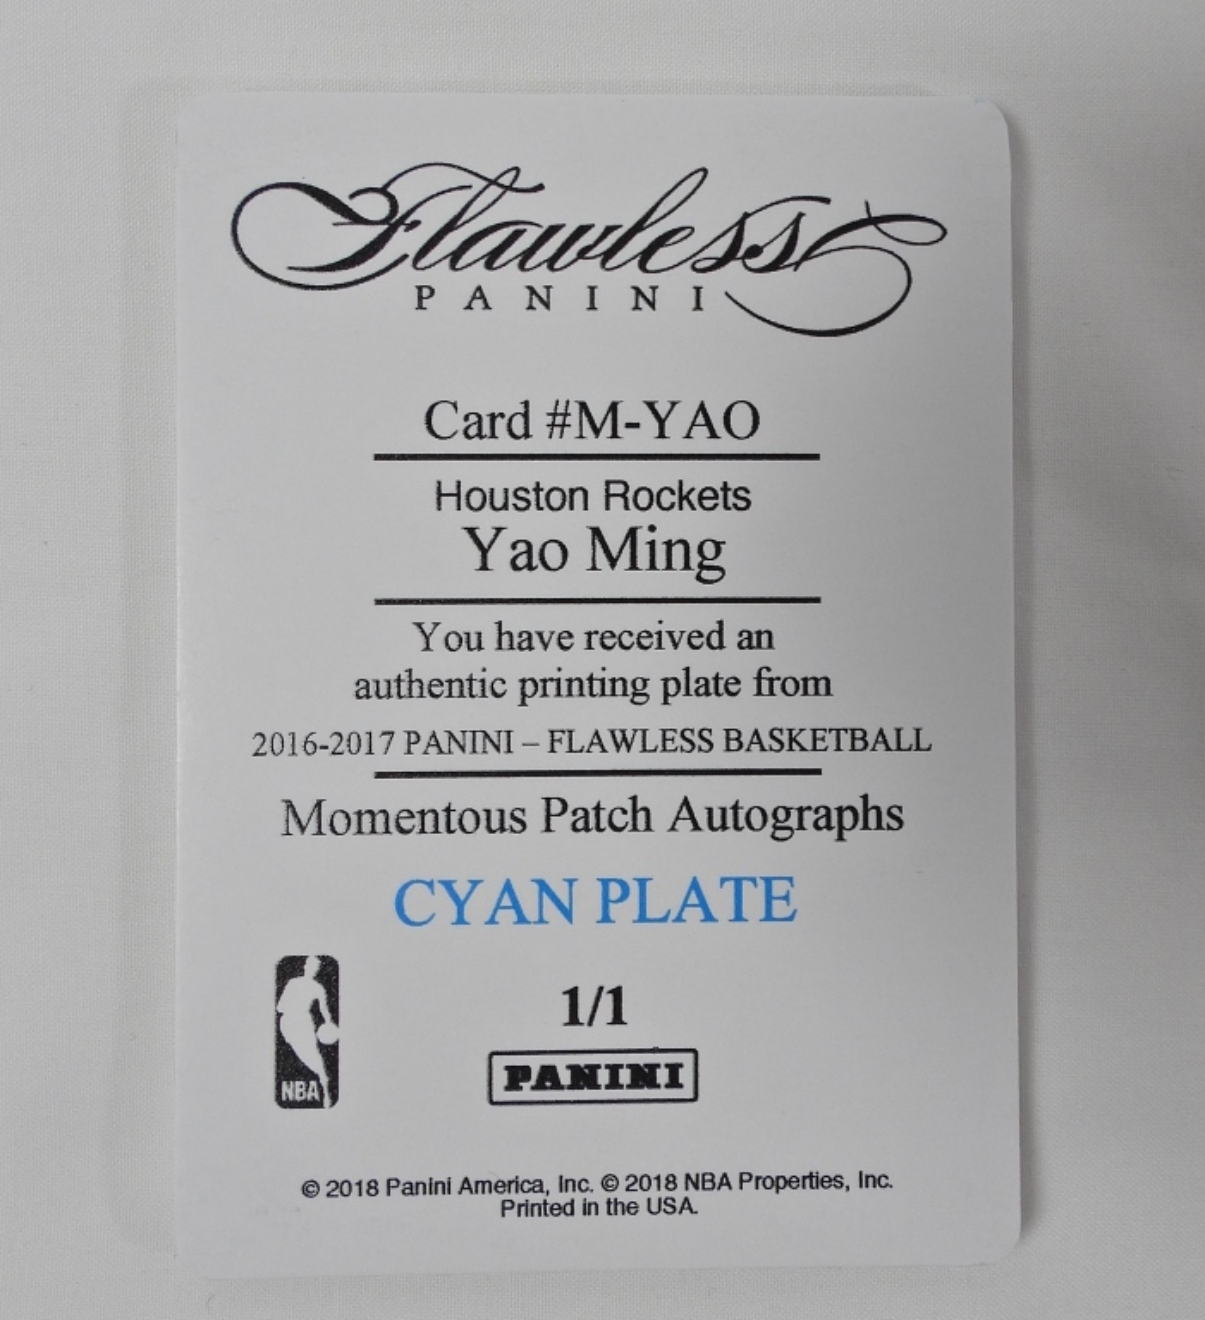 Flawless
PANINI
Card #M-YAO
Houston Rockets
Yao Ming
You have received an
authentic printing plate from
2016-2017 PANINI – FLAWLESS BASKETBALL
Momentous Patch Autographs
CYAN PLATE
1/1
NBA
PANINI
© 2018 Panini America, Inc. © 2018 NBA Properties, Inc.
Printed in the USA.